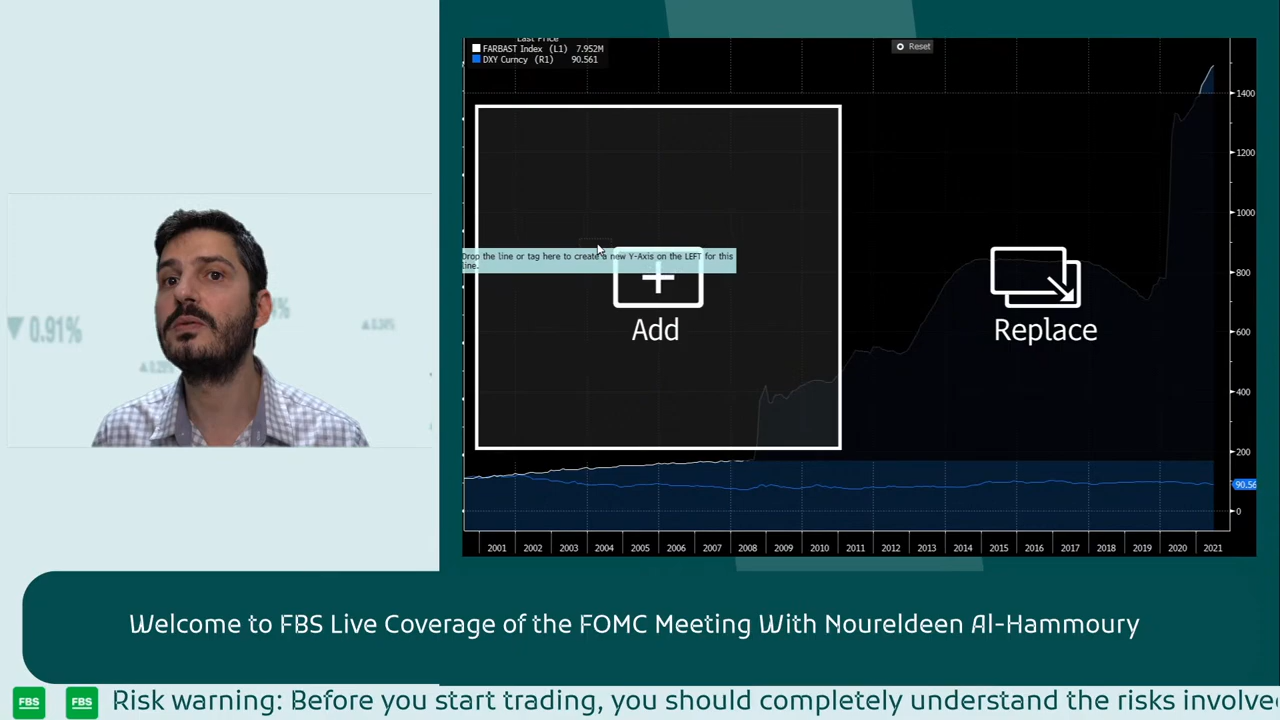 Last Price
FARBAST Index (L1) 7.952M
DXY Curncy (R1) 90.561
Reset
1400
1200
1000
800
600
400
200
90.56
0
Drop the line or tag here to create a new Y-Axis on the LEFT for this
line.
Add
Replace
2001 2002 2003 2004 2005 2006 2007 2008 2009 2010 2011 2012 2013 2014 2015 2016 2017 2018 2019 2020 2021
▼ 0.91%
▲0.34%
Welcome to FBS Live Coverage of the FOMC Meeting With Noureldeen Al-Hammoury
FBS FBS Risk warning: Before you start trading, you should completely understand the risks involve